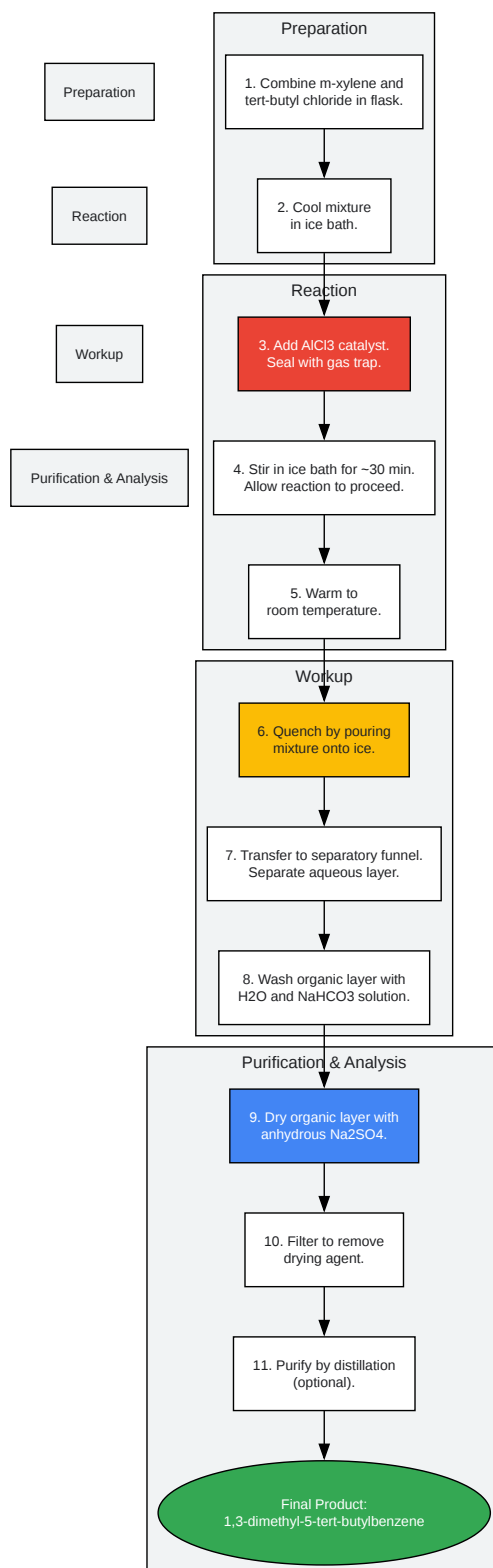 Preparation
Reaction
Workup
Purification & Analysis
Preparation
1. Combine m-xylene and
tert-butyl chloride in flask.
2. Cool mixture
in ice bath.
Reaction
3. Add AlCl3 catalyst.
Seal with gas trap.
4. Stir in ice bath for ~30 min.
Allow reaction to proceed.
5. Warm to
room temperature.
Workup
6. Quench by pouring
mixture onto ice.
7. Transfer to separatory funnel.
Separate aqueous layer.
8. Wash organic layer with
H2O and NaHCO3 solution.
Purification & Analysis
9. Dry organic layer with
anhydrous Na2SO4.
10. Filter to remove
drying agent.
11. Purify by distillation
(optional).
Final Product:
1,3-dimethyl-5-tert-butylbenzene